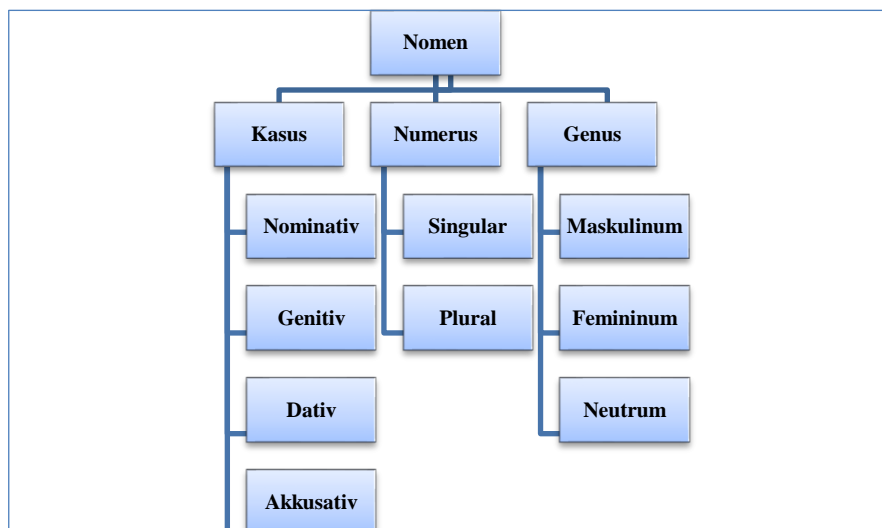 Nomen
Kasus
Numerus
Genus
Nominativ
Singular
Maskulinum
Genitiv
Plural
Femininum
Dativ
Neutrum
Akkusativ